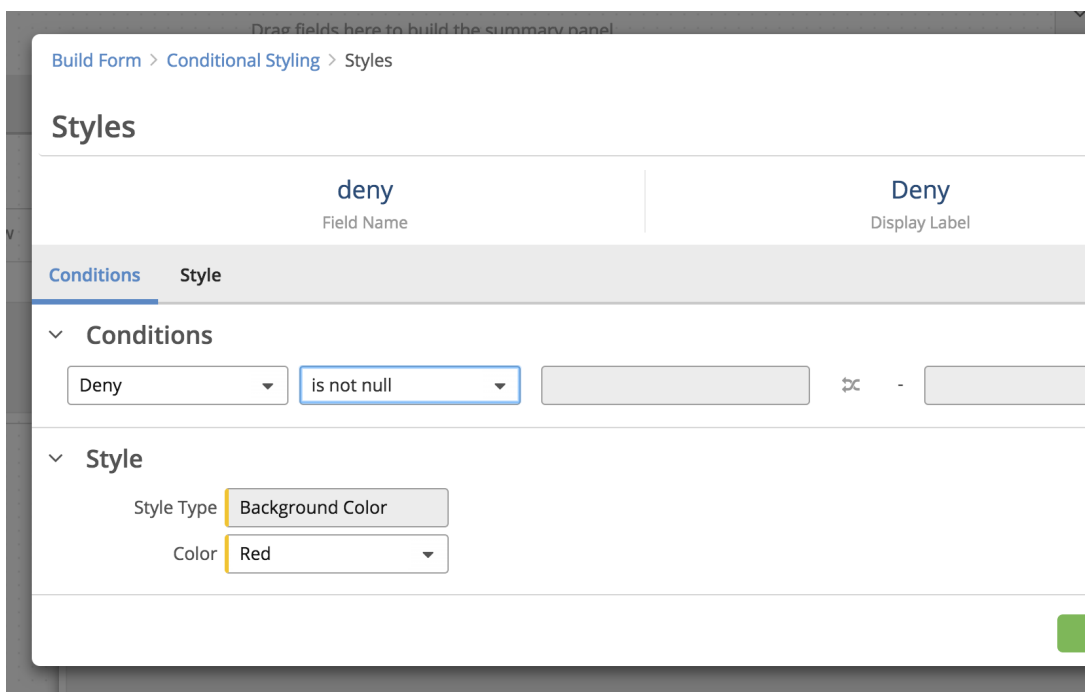 Drag fields here to build the summary panel
Build Form > Conditional Styling > Styles
Styles
deny
Field Name
Deny
Display Label
Conditions Style
Conditions
Deny is not null -
Style
Style Type Background Color
Color Red